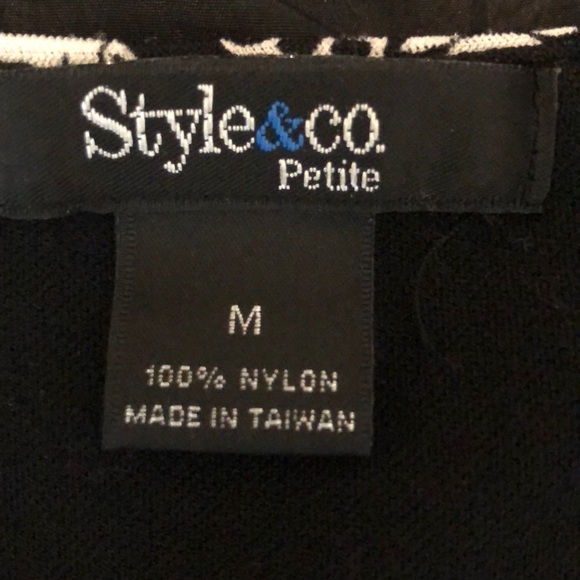 Style&co.
Petite
M
100% NYLON
MADE IN TAIWAN